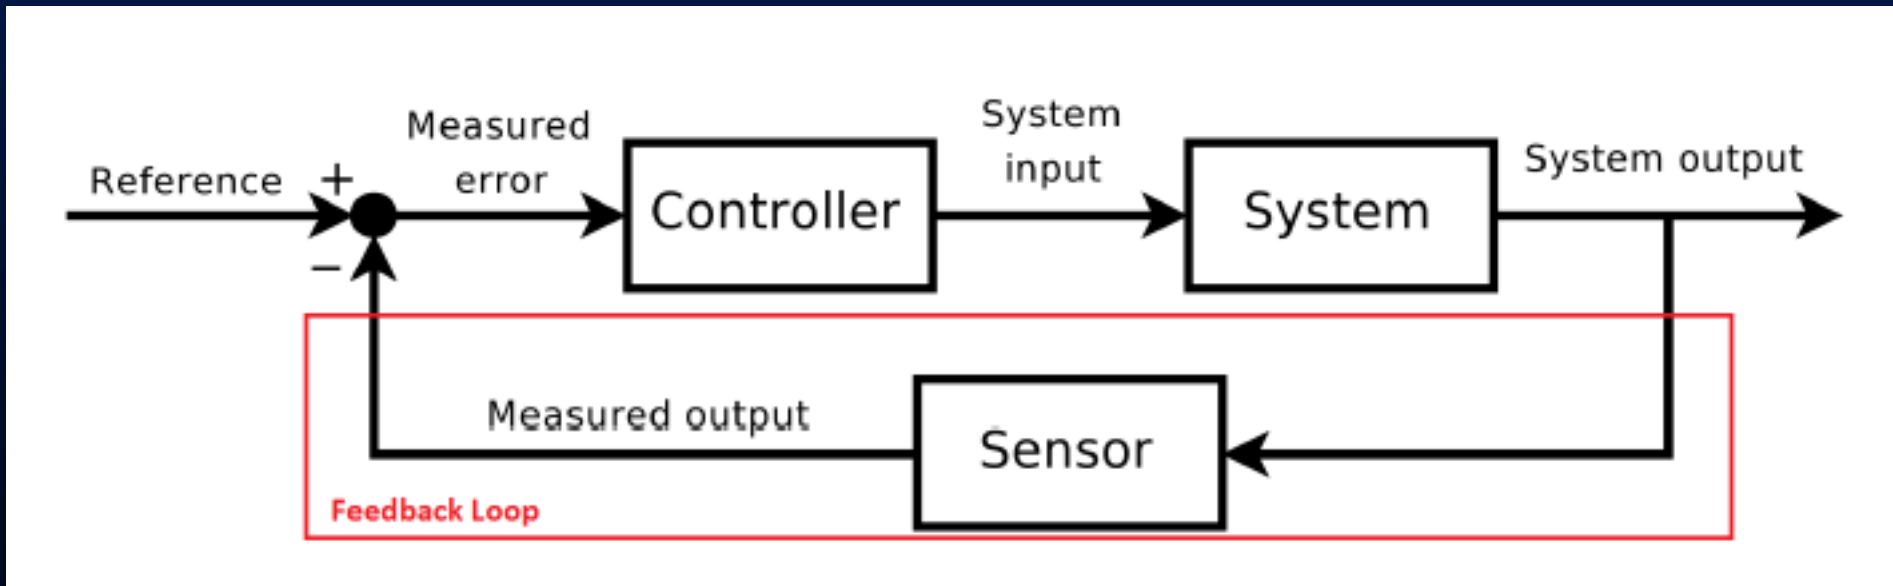 Reference
+
−
Measured
error
Controller
System
input
System
System output
Measured output
Sensor
Feedback Loop